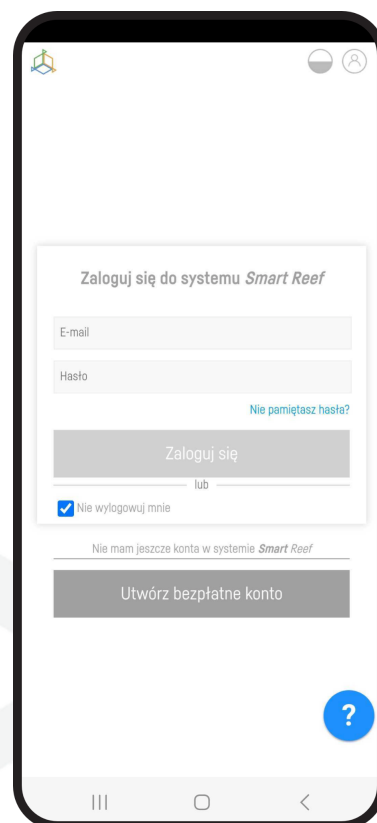 Zaloguj się do systemu Smart Reef
E-mail
Hasło
Nie pamiętasz hasła?
Zaloguj się
lub
Nie wylogowuj mnie
Nie mam jeszcze konta w systemie Smart Reef
Utwórz bezpłatne konto
?